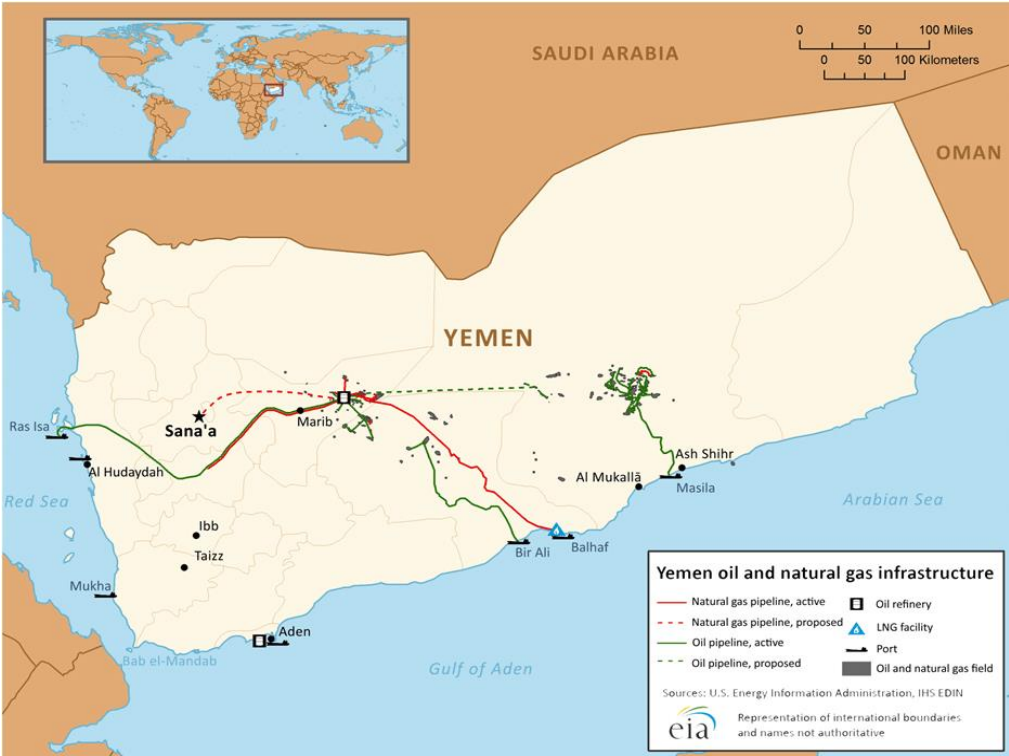 0 50 100 Miles
0 50 100 Kilometers
SAUDI ARABIA
OMAN
YEMEN
Ras Isa
Sana'a
Marib
Al Hudaydah
Ash Shihr
Al Mukallā
Masila
Red Sea
Arabian Sea
Ibb
Taizz
Bir Ali
Balhaf
Mukha
Aden
Bab el-Mandab
Gulf of Aden
Yemen oil and natural gas infrastructure
Natural gas pipeline, active
Natural gas pipeline, proposed
Oil pipeline, active
Oil pipeline, proposed
Oil refinery
LNG facility
Port
Oil and natural gas field
Sources: U.S. Energy Information Administration, IHS EDIN
eia
Representation of international boundaries
and names not authoritative